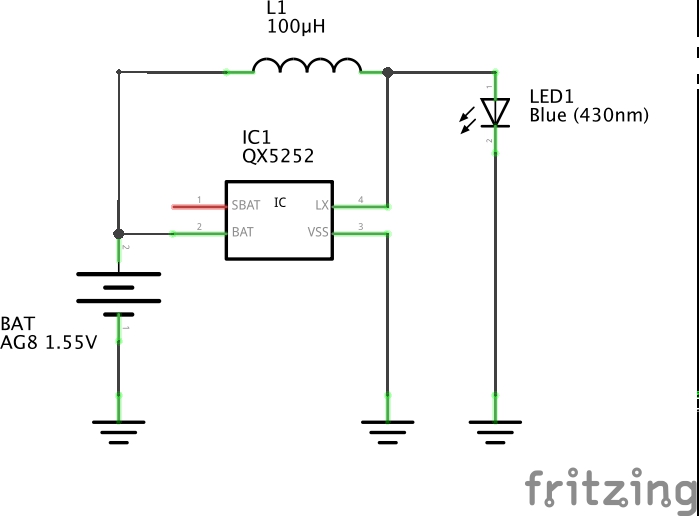 L1
100µH
LED1
Blue (430nm)
1
2
IC1
QX5252
IC
1
SBAT
LX
4
2
BAT
VSS
3
2
BAT
AG8 1.55V
1
fritzing